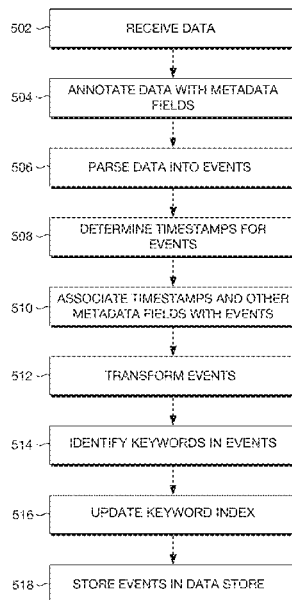 502
RECEIVE DATA
504
ANNOTATE DATA WITH METADATA
FIELDS
506
PARSE DATA INTO EVENTS
508
DETERMINE TIMESTAMPS FOR
EVENTS
510
ASSOCIATE TIMESTAMPS AND OTHER
METADATA FIELDS WITH EVENTS
512
TRANSFORM EVENTS
514
IDENTIFY KEYWORDS IN EVENTS
516
UPDATE KEYWORD INDEX
518
STORE EVENTS IN DATA STORE